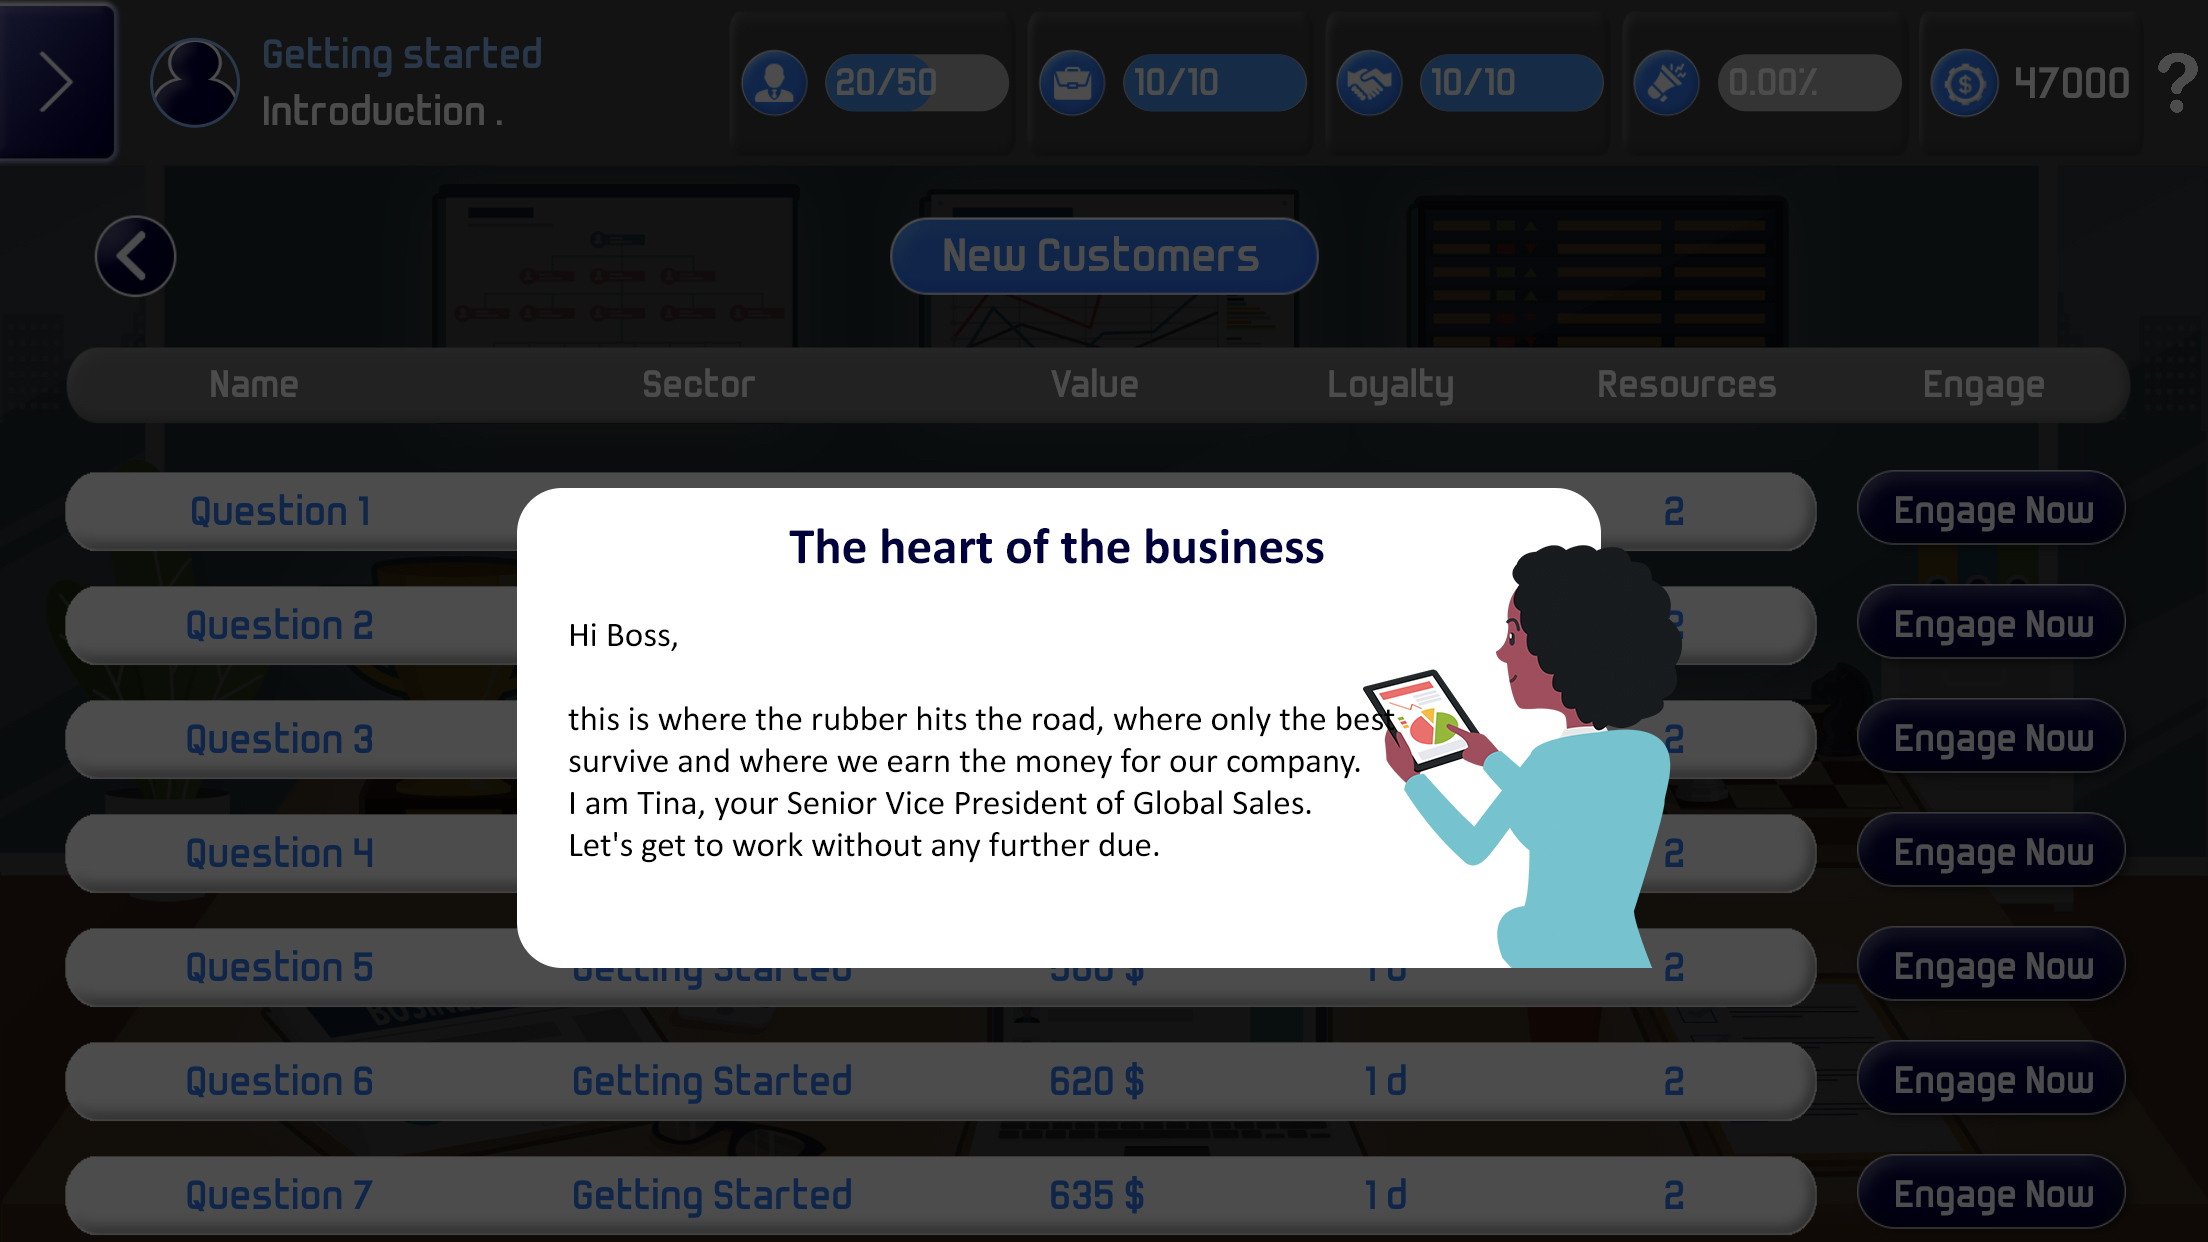 Getting started
Introduction .
20/50
10/10
10/10
0.00%
47000
?
New Customers
Name Sector Value Loyalty Resources Engage
Question 1 2 Engage Now
The heart of the business
Hi Boss,
this is where the rubber hits the road, where only the best
survive and where we earn the money for our company.
I am Tina, your Senior Vice President of Global Sales.
Let's get to work without any further due.
Question 2 Engage Now
Question 3 2 Engage Now
Question 4 2 Engage Now
Question 5 Getting Started 2 Engage Now
Question 6 Getting Started 620 $ 1 d 2 Engage Now
Question 7 Getting Started 635 $ 1 d 2 Engage Now